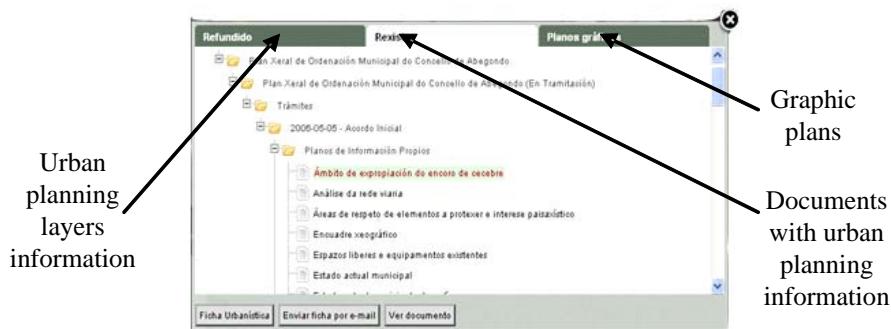 Refundido
Rexis
Planos gráficos
Plan Xeral de Ordenación Municipal do Concello de Abegondo
Plan Xeral de Ordenación Municipal do Concello de Abegondo (En Tramitación)
Trámites
2006-05-05 - Acordo Inicial
Planos de Información Propios
Ámbito de expropiación do encoro de cecebre
Análise da rede viaria
Áreas de respeto de elementos a protexer e interese paisaxístico
Encuadre xeográfico
Espazos liberes e equipamentos existentes
Estado actual municipal
Ficha Urbanística
Enviar ficha por e-mail
Ver documento
Urban
planning
layers
information
Graphic
plans
Documents
with urban
planning
information